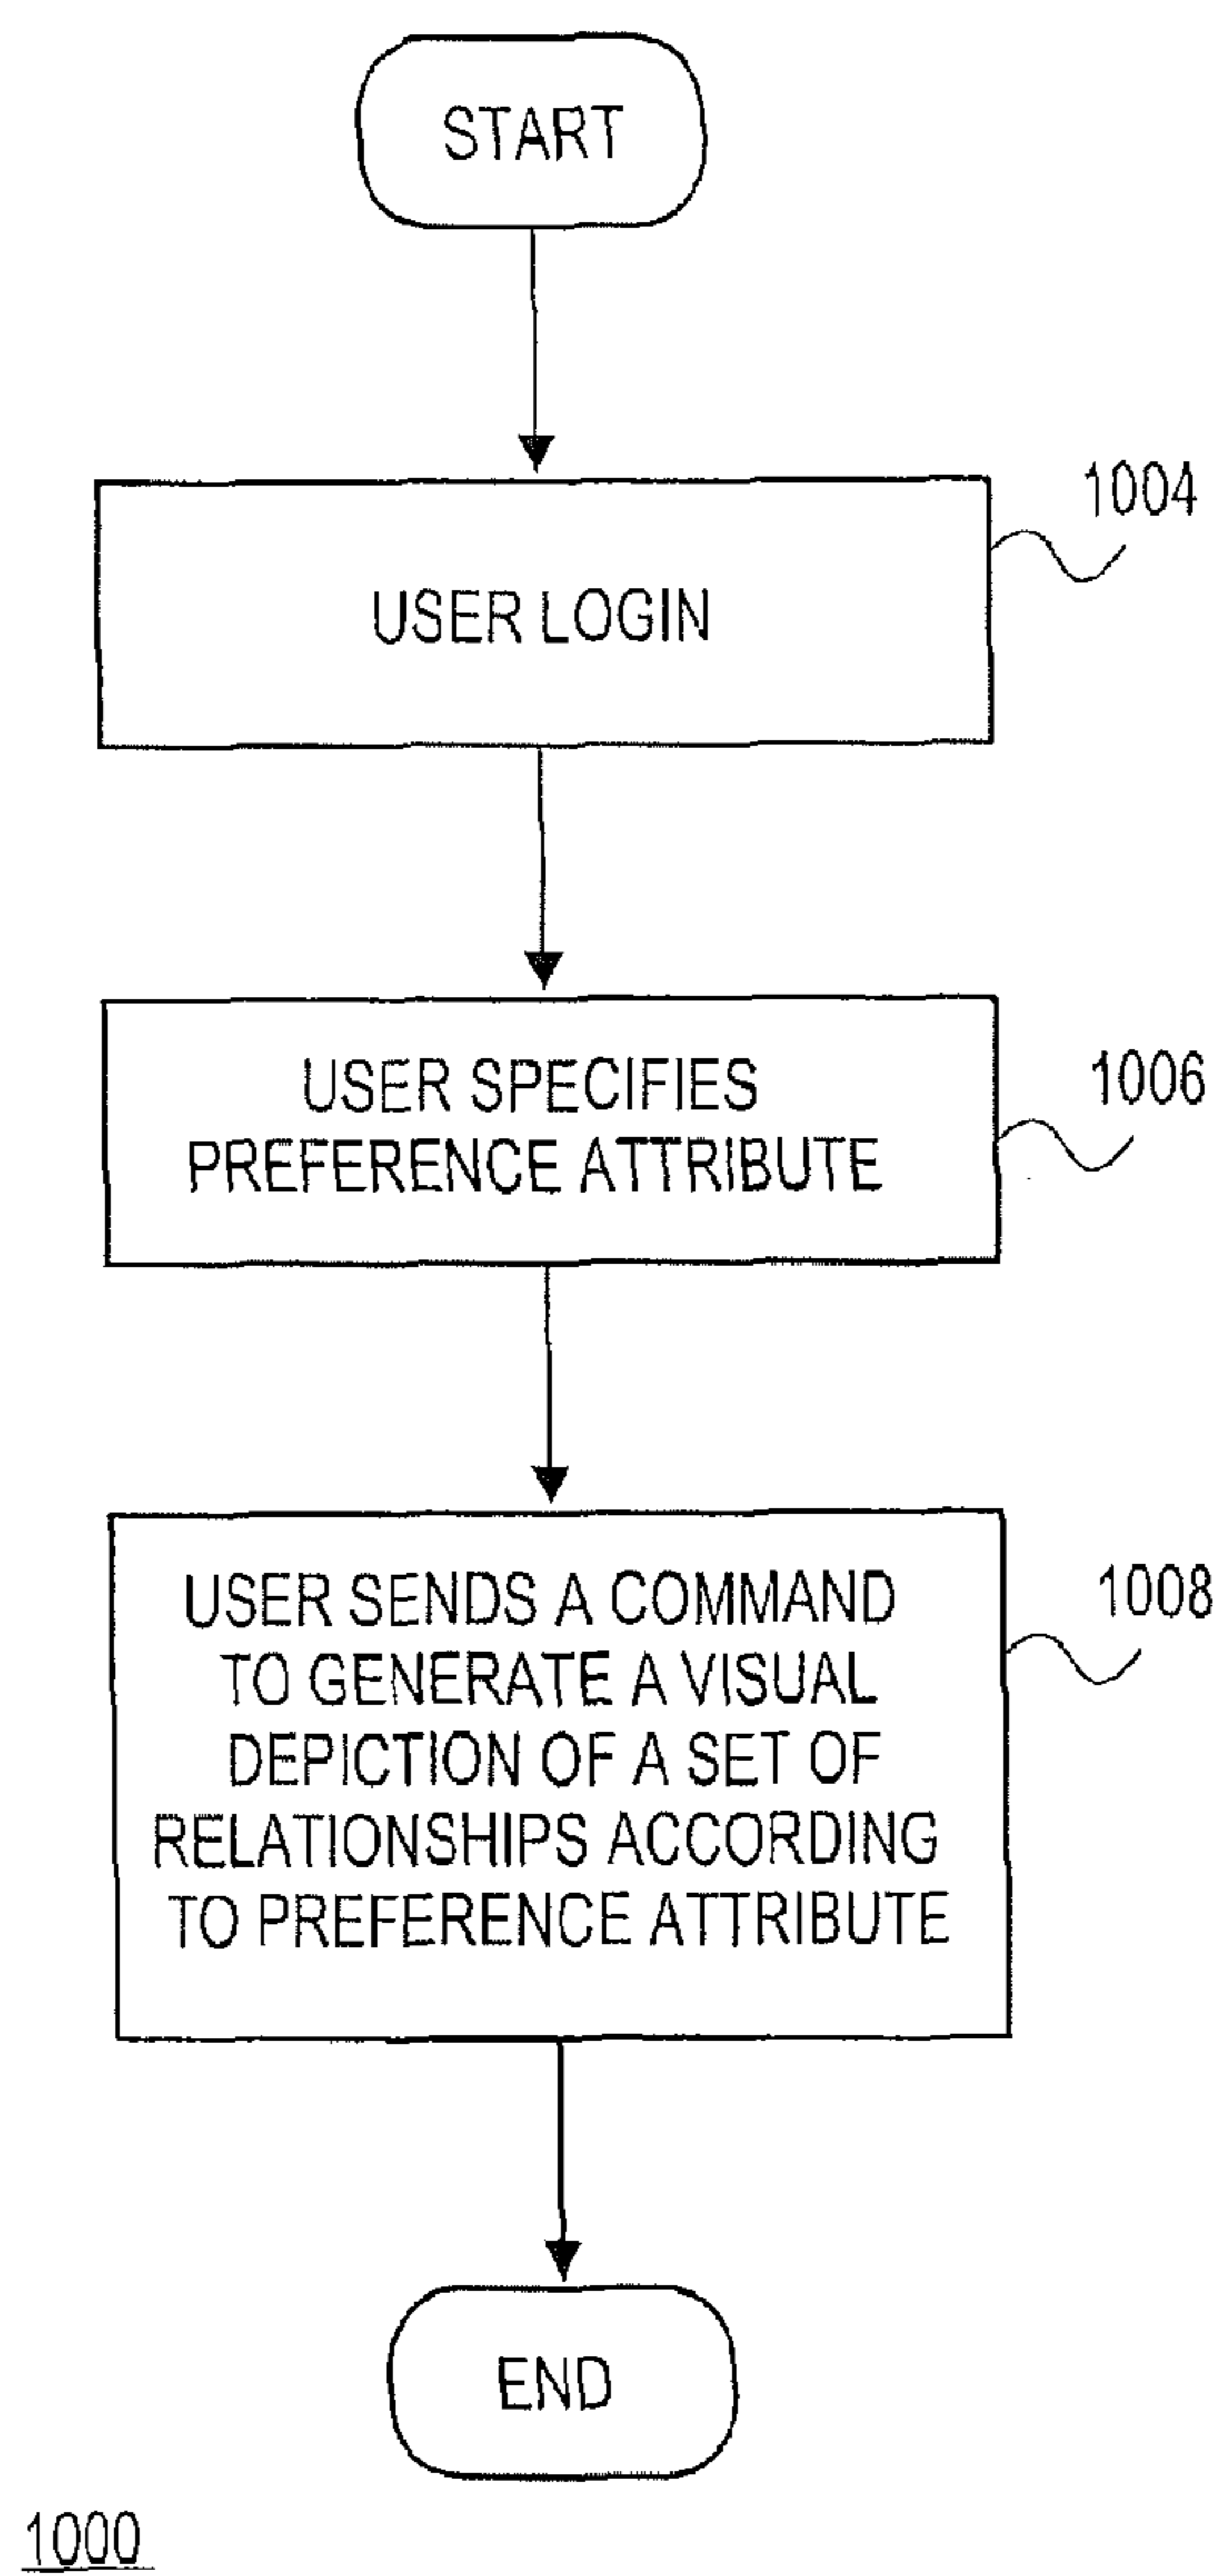 START
1004
USER LOGIN
1006
USER SPECIFIES
PREFERENCE ATTRIBUTE
1008
USER SENDS A COMMAND
TO GENERATE A VISUAL
DEPICTION OF A SET OF
RELATIONSHIPS ACCORDING
TO PREFERENCE ATTRIBUTE
END
1000